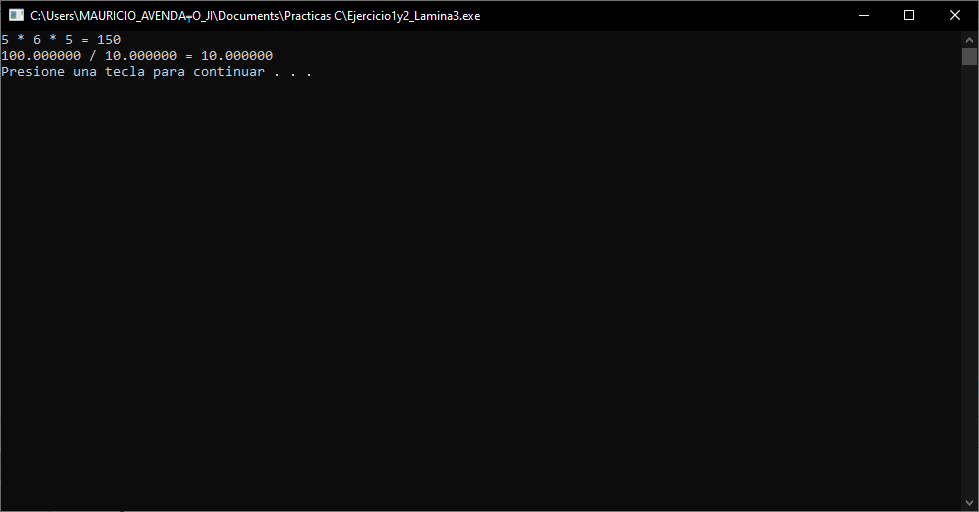 C:\Users\MAURICIO_AVENDA╤O_JI\Documents\Practicas C\Ejercicio1y2_Lamina3.exe
5 * 6 * 5 = 150
100.000000 / 10.000000 = 10.000000
Presione una tecla para continuar . . .